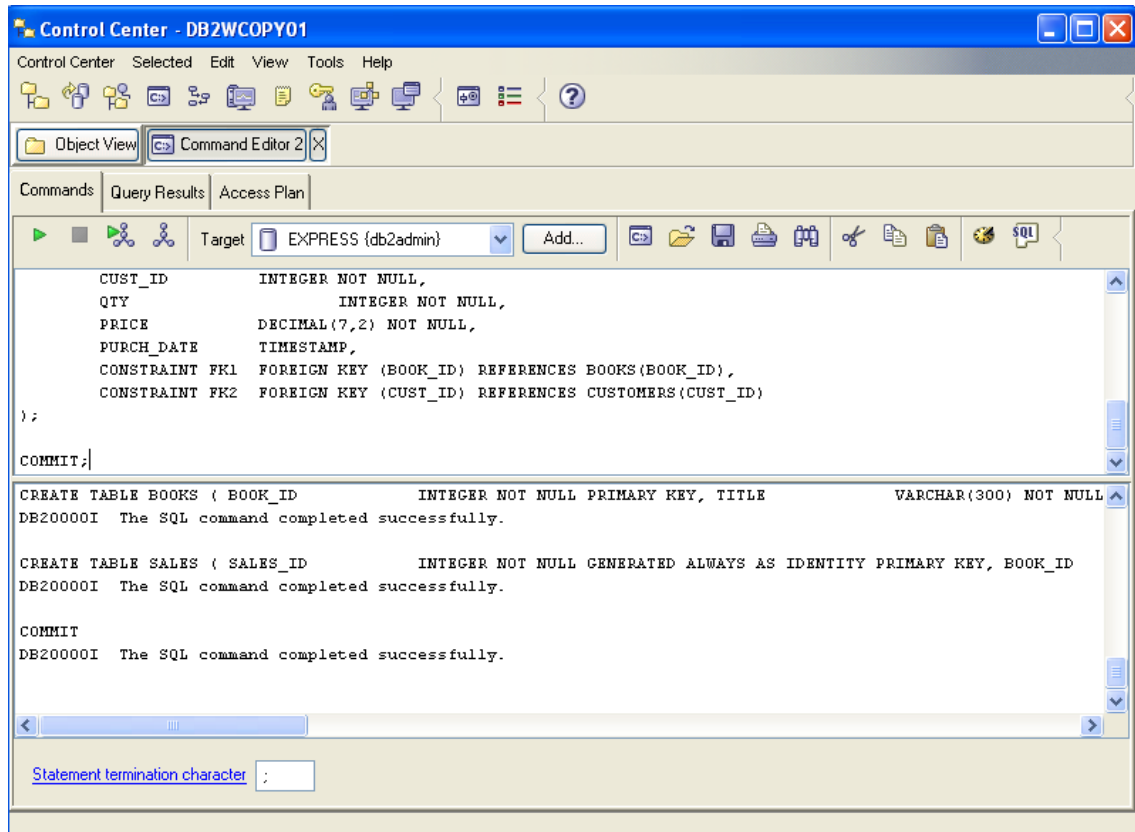 Control Center - DB2WCOPY01
Control Center Selected Edit View Tools Help
Object View Command Editor 2 X
Commands Query Results Access Plan
Target EXPRESS {db2admin} Add... SQL
CUST_ID INTEGER NOT NULL,
QTY INTEGER NOT NULL,
PRICE DECIMAL(7,2) NOT NULL,
PURCH_DATE TIMESTAMP,
CONSTRAINT FK1 FOREIGN KEY (BOOK_ID) REFERENCES BOOKS(BOOK_ID),
CONSTRAINT FK2 FOREIGN KEY (CUST_ID) REFERENCES CUSTOMERS(CUST_ID)
);
COMMIT;
CREATE TABLE BOOKS ( BOOK_ID INTEGER NOT NULL PRIMARY KEY, TITLE VARCHAR(300) NOT NULL
DB20000I The SQL command completed successfully.
CREATE TABLE SALES ( SALES_ID INTEGER NOT NULL GENERATED ALWAYS AS IDENTITY PRIMARY KEY, BOOK_ID
DB20000I The SQL command completed successfully.
COMMIT
DB20000I The SQL command completed successfully.
Statement termination character ;